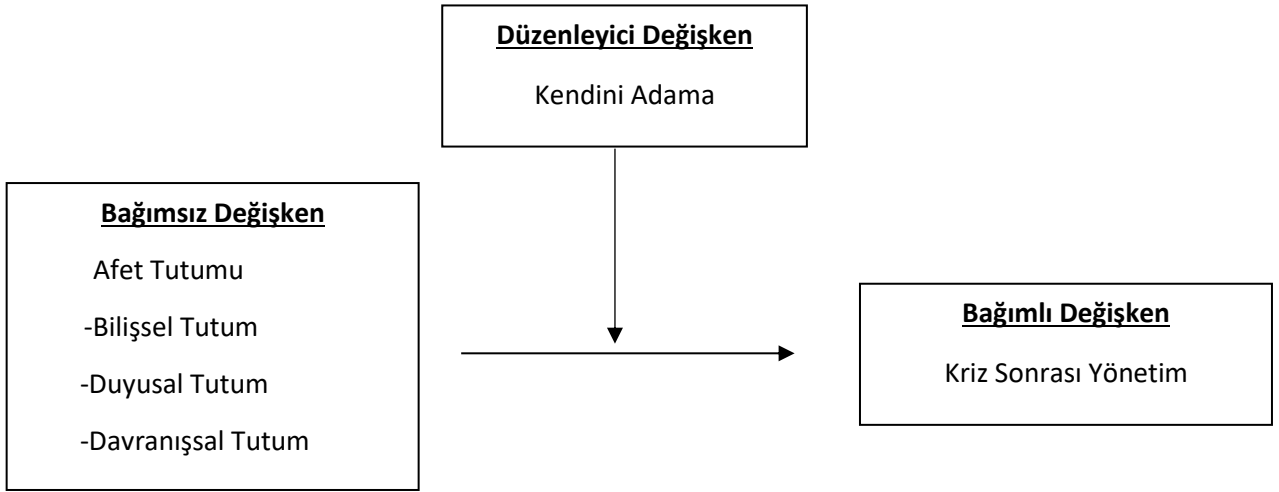 Düzenleyici Değişken
Kendini Adama
Bağımsız Değişken
Afet Tutumu
-Bilişsel Tutum
-Duyusal Tutum
-Davranışsal Tutum
Bağımlı Değişken
Kriz Sonrası Yönetim